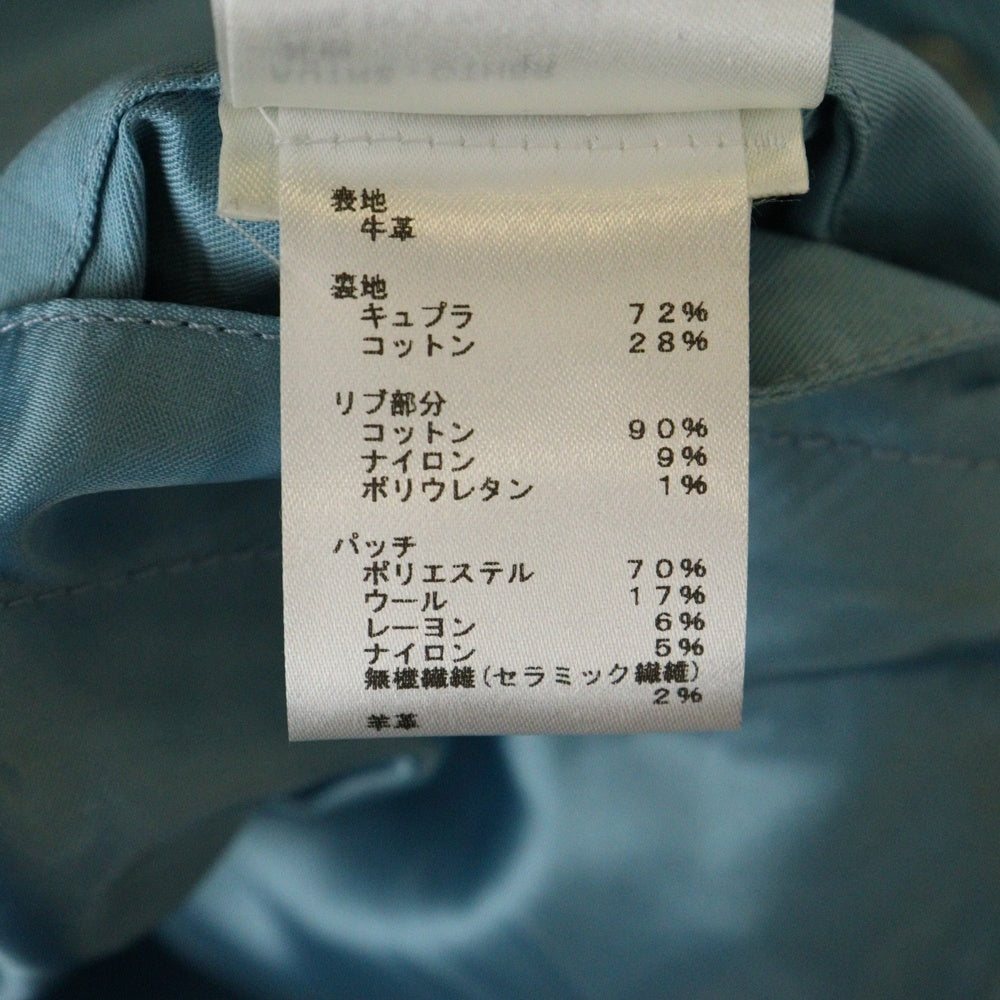 表地
牛革
裏地
キュプラ 72%
コットン 28%
リブ部分
コットン 90%
ナイロン 9%
ポリウレタン 1%
パッチ
ポリエステル 70%
ウール 17%
レーヨン 6%
ナイロン 5%
無機繊維(セラミック繊維)
2%
羊革